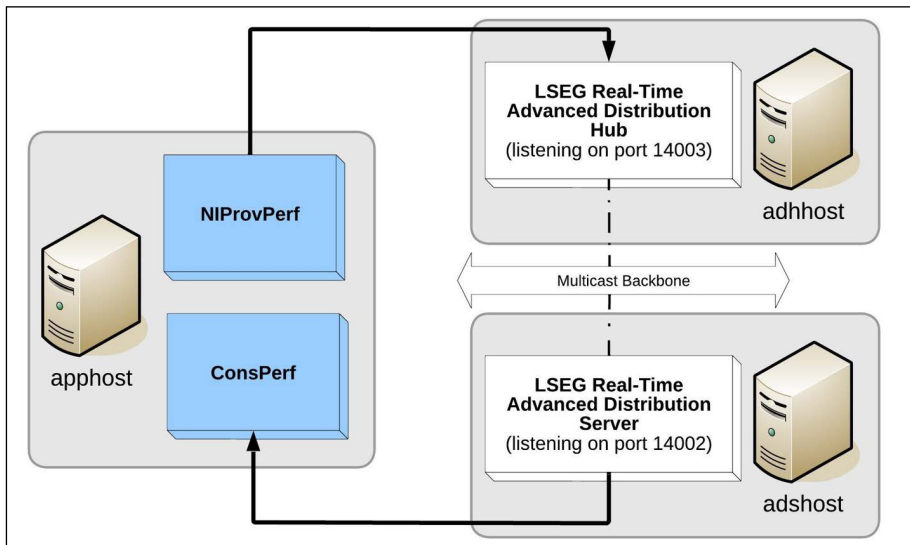 LSEG Real-Time
Advanced Distribution
Hub
(listening on port 14003)
adhhost
NIProvPerf
ConsPerf
apphost
Multicast Backbone
LSEG Real-Time
Advanced Distribution
Server
(listening on port 14002)
adshost